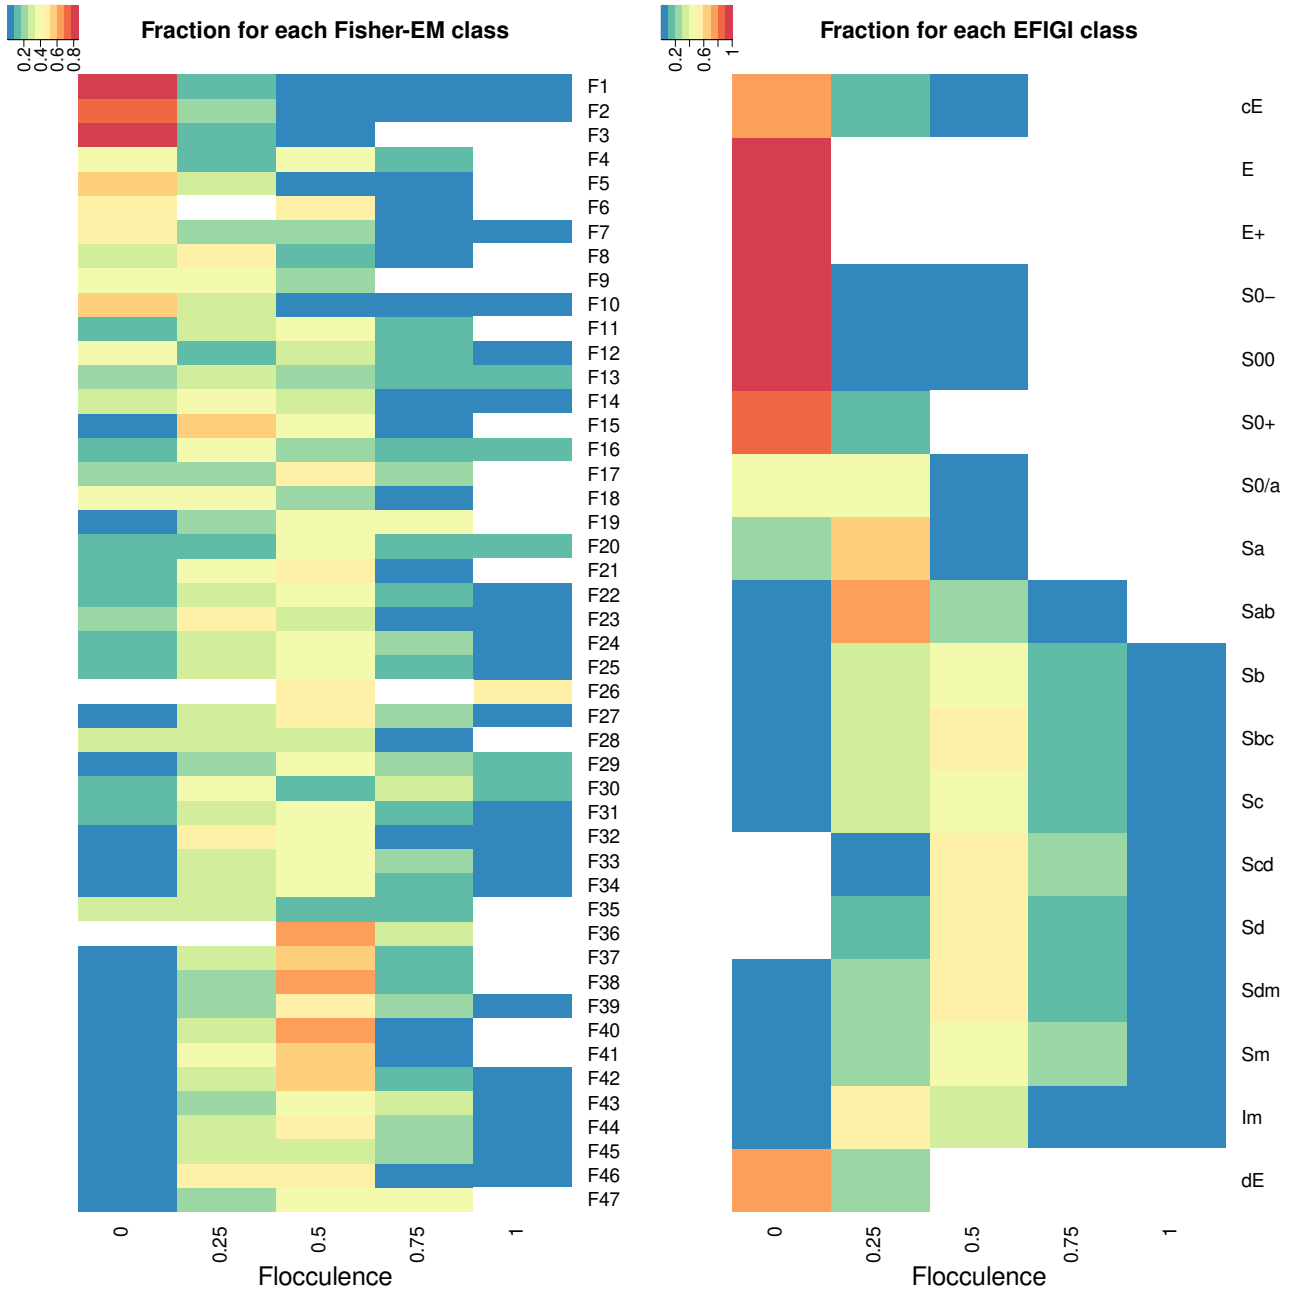 Fraction for each Fisher-EM class
0.2 0.4 0.6 0.8
F1
F2
F3
F4
F5
F6
F7
F8
F9
F10
F11
F12
F13
F14
F15
F16
F17
F18
F19
F20
F21
F22
F23
F24
F25
F26
F27
F28
F29
F30
F31
F32
F33
F34
F35
F36
F37
F38
F39
F40
F41
F42
F43
F44
F45
F46
F47
0 0.25 0.5 0.75 1
Flocculence
Fraction for each EFIGI class
0.2 0.6 1
cE
E
E+
S0−
S00
S0+
S0/a
Sa
Sab
Sb
Sbc
Sc
Scd
Sd
Sdm
Sm
Im
dE
0 0.25 0.5 0.75 1
Flocculence